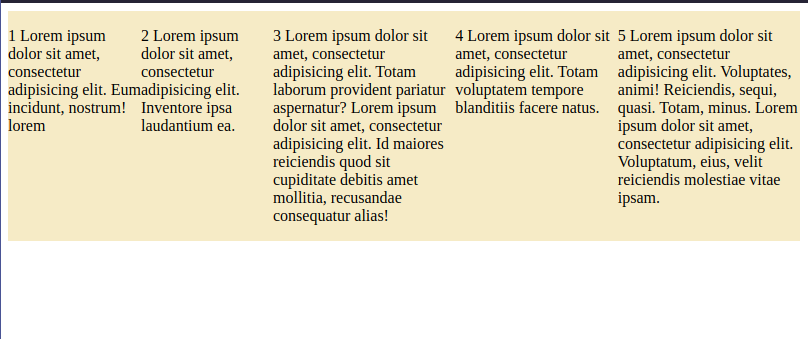 1 Lorem ipsum
dolor sit amet,
consectetur
adipisicing elit. Eum
incidunt, nostrum!
lorem
2 Lorem ipsum
dolor sit amet,
consectetur
adipisicing elit.
Inventore ipsa
laudantium ea.
3 Lorem ipsum dolor sit
amet, consectetur
adipisicing elit. Totam
laborum provident pariatur
aspernatur? Lorem ipsum
dolor sit amet, consectetur
adipisicing elit. Id maiores
reiciendis quod sit
cupiditate debitis amet
mollitia, recusandae
consequatur alias!
4 Lorem ipsum dolor sit
amet, consectetur
adipisicing elit. Totam
voluptatem tempore
blanditiis facere natus.
5 Lorem ipsum dolor sit
amet, consectetur
adipisicing elit. Voluptates,
animi! Reiciendis, sequi,
quasi. Totam, minus. Lorem
ipsum dolor sit amet,
consectetur adipisicing elit.
Voluptatum, eius, velit
reiciendis molestiae vitae
ipsam.